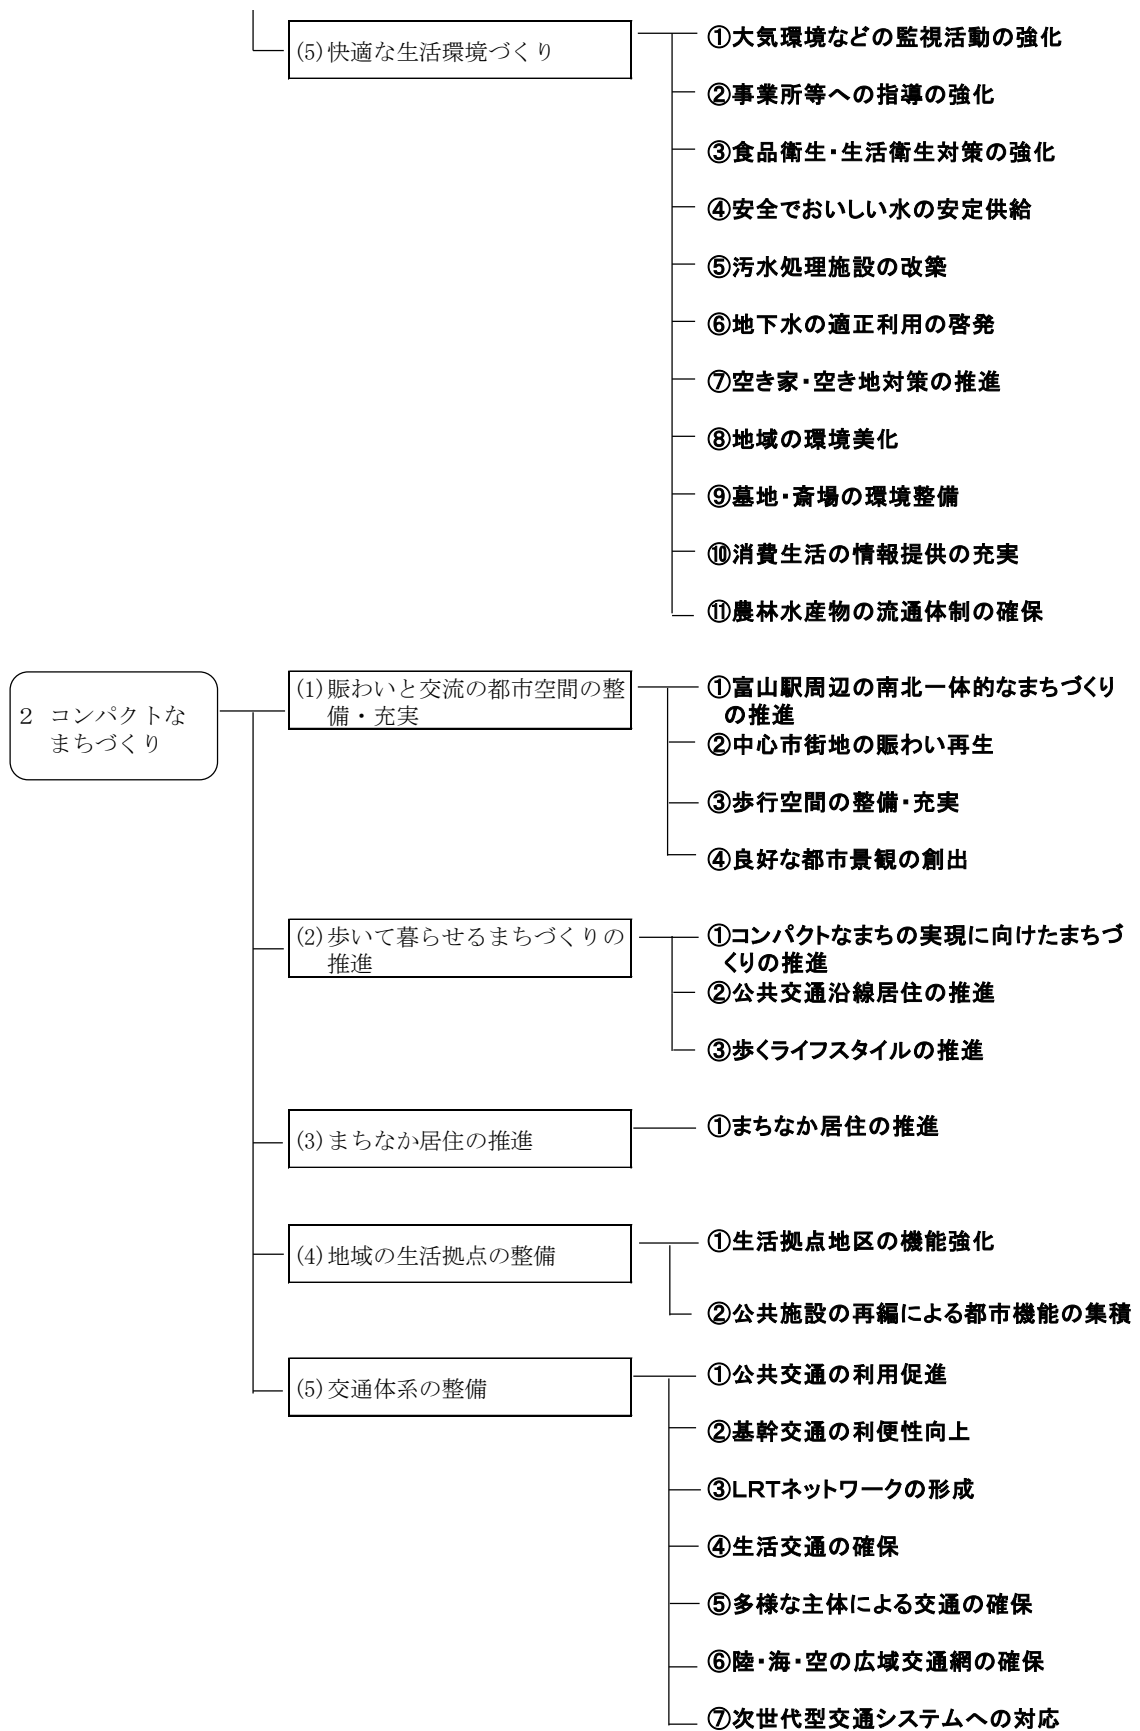 (5)快適な生活環境づくり
①大気環境などの監視活動の強化
②事業所等への指導の強化
③食品衛生・生活衛生対策の強化
④安全でおいしい水の安定供給
⑤汚水処理施設の改築
⑥地下水の適正利用の啓発
⑦空き家・空き地対策の推進
⑧地域の環境美化
⑨墓地・斎場の環境整備
⑩消費生活の情報提供の充実
⑪農林水産物の流通体制の確保
2 コンパクトな
まちづくり
(1)賑わいと交流の都市空間の整
備・充実
①富山駅周辺の南北一体的なまちづくり
の推進
②中心市街地の賑わい再生
③歩行空間の整備・充実
④良好な都市景観の創出
(2)歩いて暮らせるまちづくりの
推進
①コンパクトなまちの実現に向けたまちづ
くりの推進
②公共交通沿線居住の推進
③歩くライフスタイルの推進
(3)まちなか居住の推進
①まちなか居住の推進
(4)地域の生活拠点の整備
①生活拠点地区の機能強化
②公共施設の再編による都市機能の集積
(5)交通体系の整備
①公共交通の利用促進
②基幹交通の利便性向上
③LRTネットワークの形成
④生活交通の確保
⑤多様な主体による交通の確保
⑥陸・海・空の広域交通網の確保
⑦次世代型交通システムへの対応